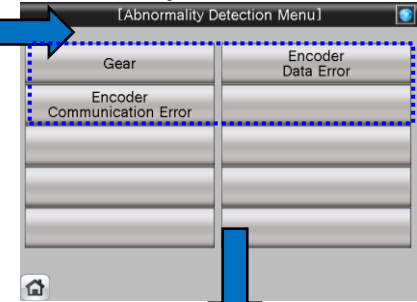 [Abnormality Detection Menu]
Gear
Encoder
Data Error
Encoder
Communication Error